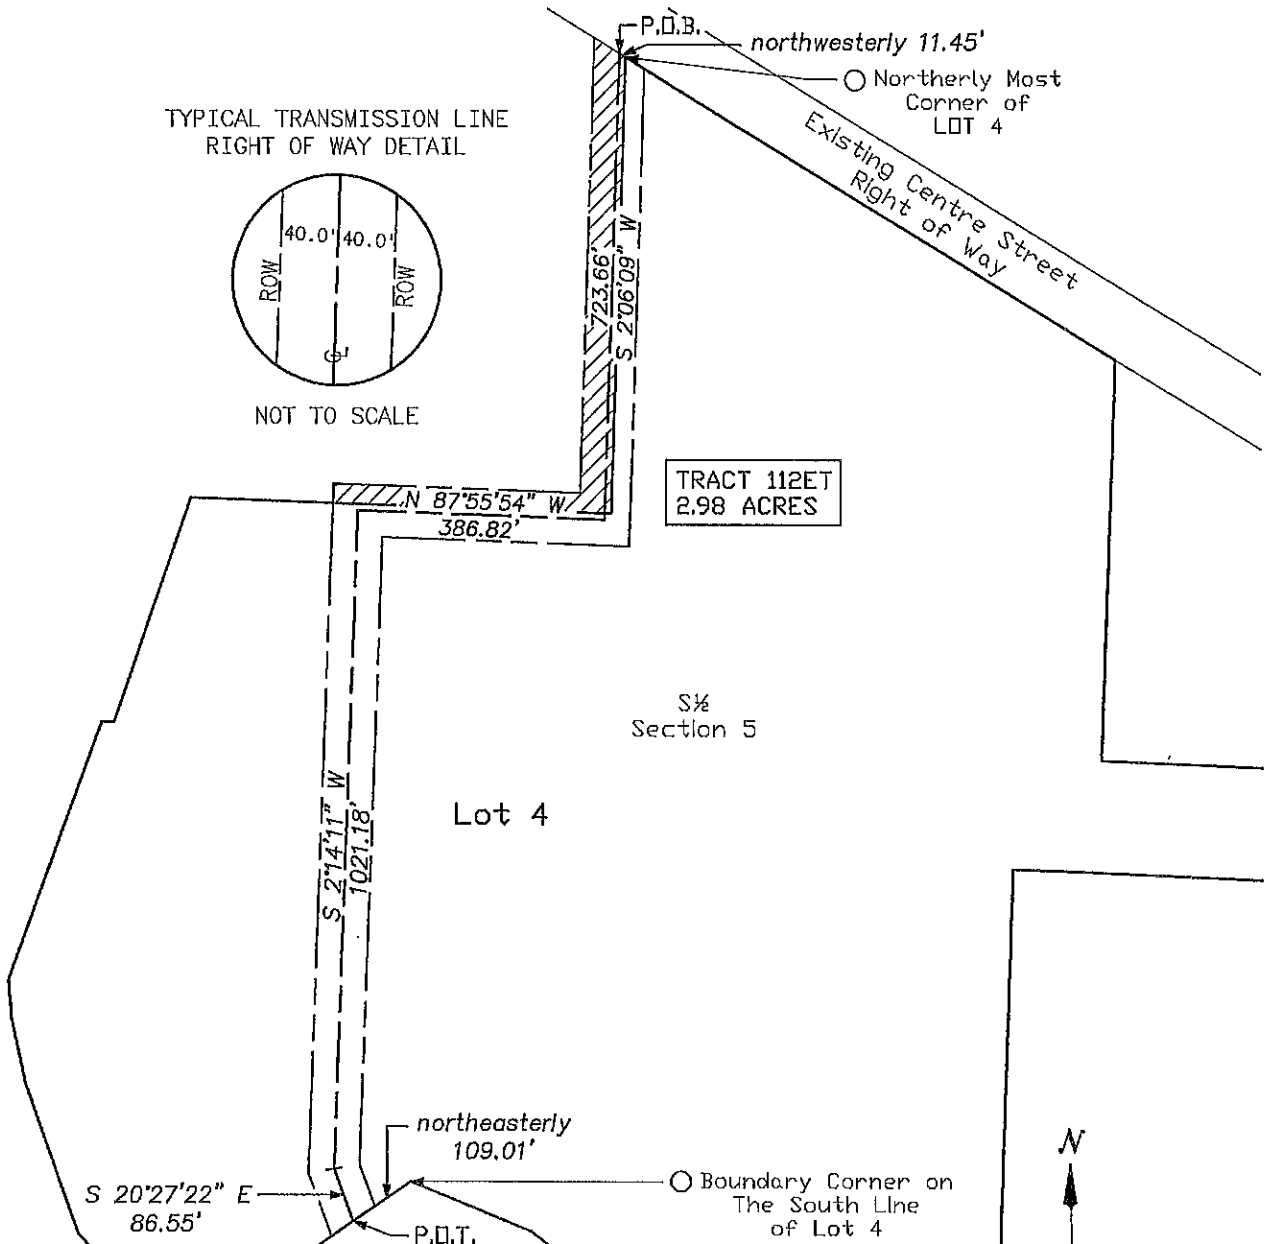 P.O.B.
northwesterly 11.45'
Northerly Most
Corner of
LOT 4
TYPICAL TRANSMISSION LINE
RIGHT OF WAY DETAIL
40.0' 40.0'
ROW
ROW
℄
NOT TO SCALE
Existing Centre Street
Right of Way
723.66'
S 2°06'09" W
TRACT 112ET
2.98 ACRES
N 87°55'54" W
386.82'
S½
Section 5
Lot 4
S 2°14'11" W
1021.18'
northeasterly
109.01'
S 20°27'22" E
86.55'
P.O.T.
Boundary Corner on
The South Line
of Lot 4
N